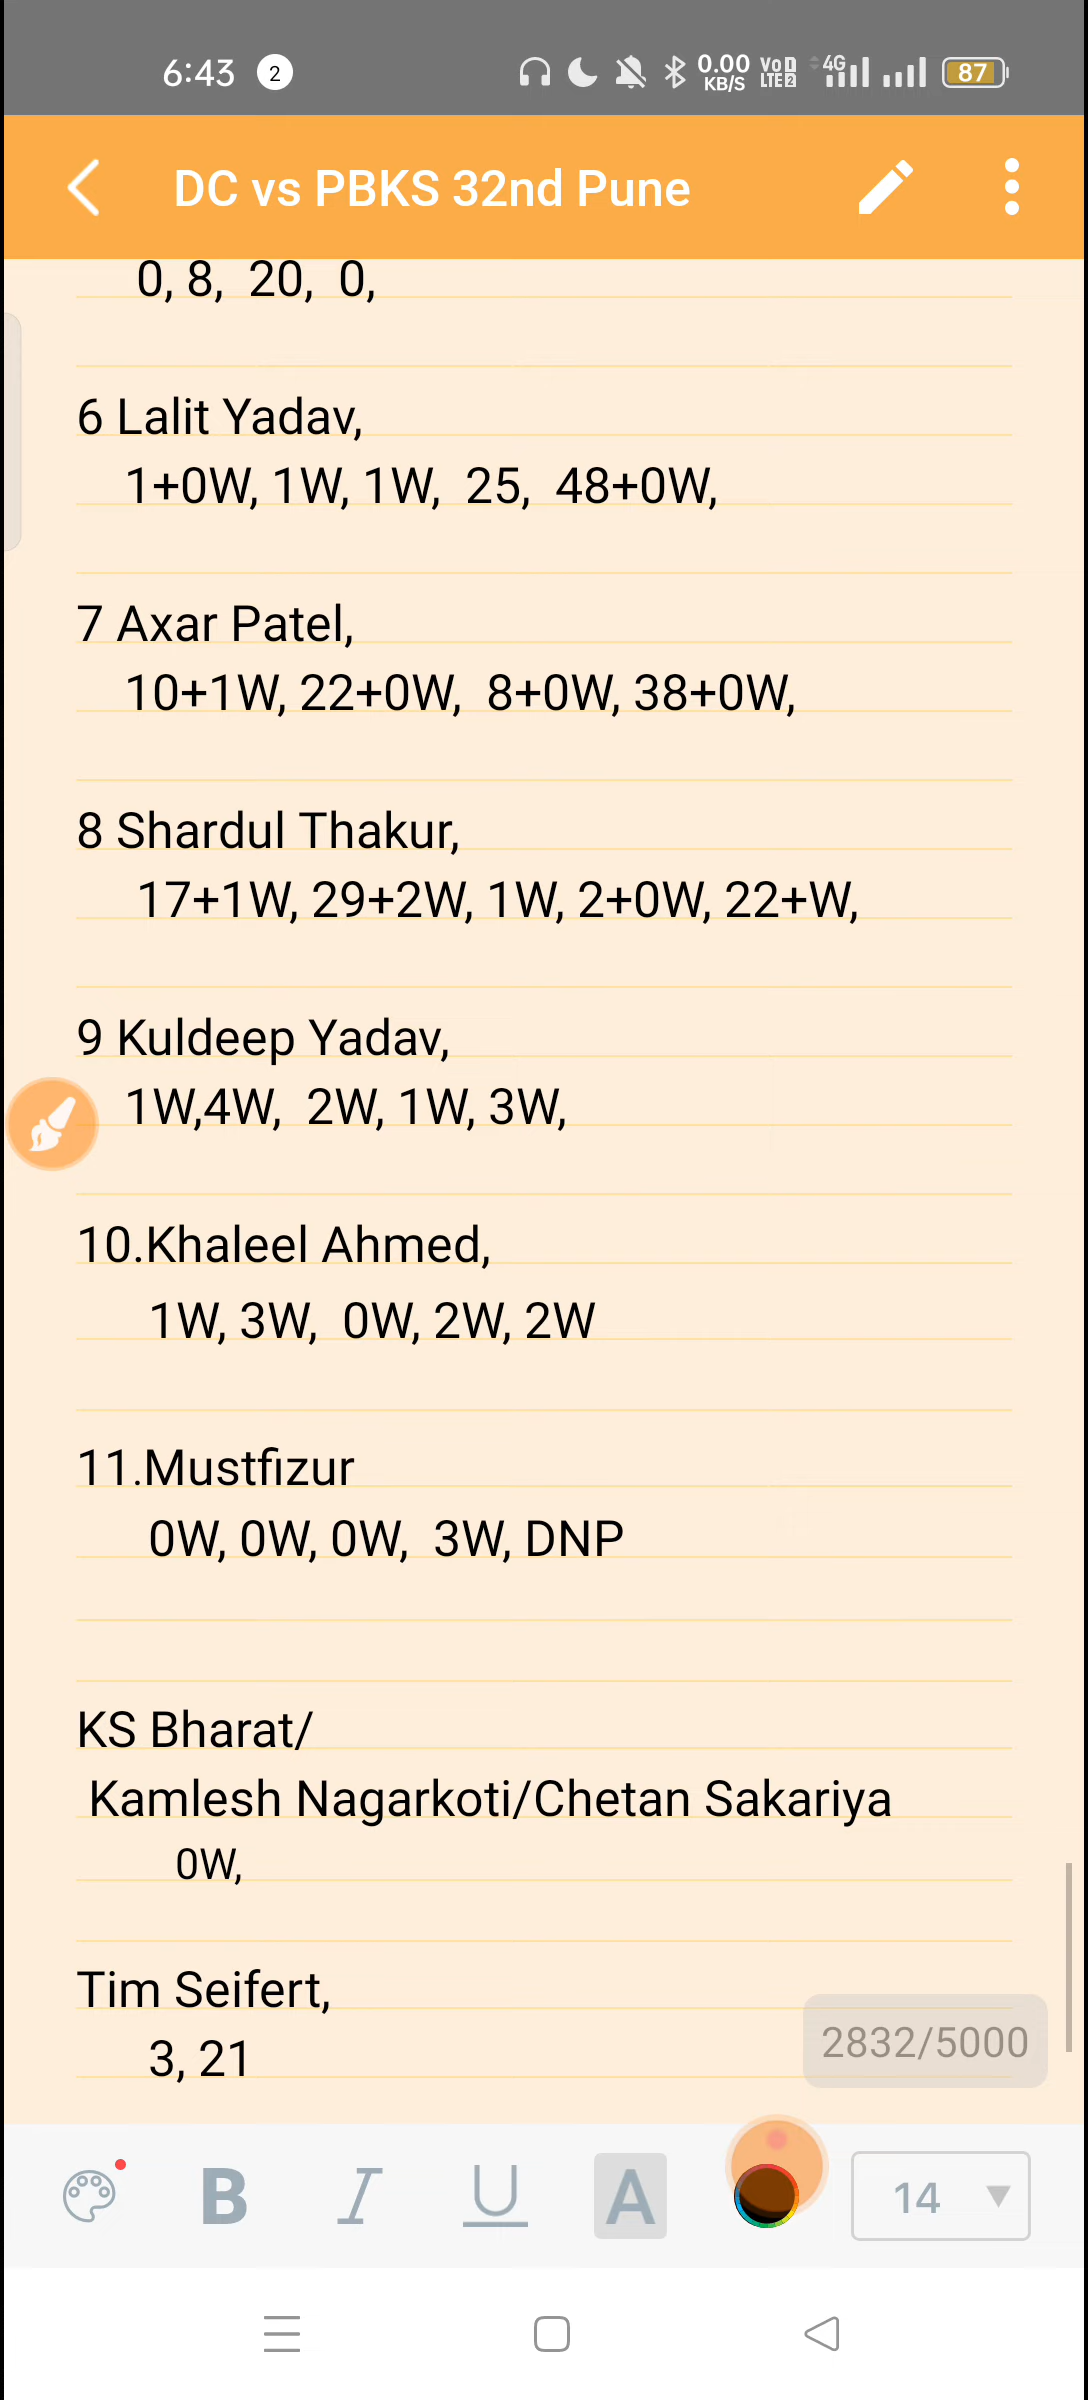 6:43 2 0.00 KB/S Vo LTE 2 4G 87
DC vs PBKS 32nd Pune
0, 8, 20, 0,
6 Lalit Yadav,
1+0W, 1W, 1W, 25, 48+0W,
7 Axar Patel,
10+1W, 22+0W, 8+0W, 38+0W,
8 Shardul Thakur,
17+1W, 29+2W, 1W, 2+0W, 22+W,
9 Kuldeep Yadav,
1W,4W, 2W, 1W, 3W,
10.Khaleel Ahmed,
1W, 3W, 0W, 2W, 2W
11.Mustfizur
0W, 0W, 0W, 3W, DNP
KS Bharat/
Kamlesh Nagarkoti/Chetan Sakariya
0W,
Tim Seifert,
3, 21
2832/5000
B I U A 14